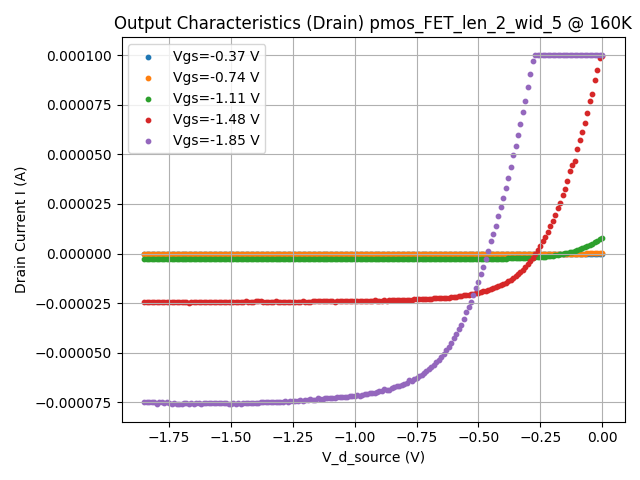 Output Characteristics (Drain) pmos_FET_len_2_wid_5 @ 160K
Vgs=-0.37 V
Vgs=-0.74 V
Vgs=-1.11 V
Vgs=-1.48 V
Vgs=-1.85 V
0.000100
0.000075
0.000050
0.000025
0.000000
−0.000025
−0.000050
−0.000075
Drain Current I (A)
−1.75 −1.50 −1.25 −1.00 −0.75 −0.50 −0.25 0.00
V_d_source (V)